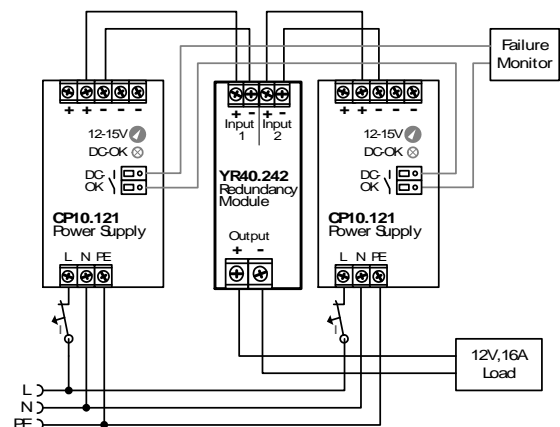 Failure
Monitor
+ + - - -
12-15V
DC-OK
DC-
OK
CP10.121
Power Supply
L N PE
+ - + -
Input
1
Input
2
YR40.242
Redundancy
Module
Output
+ -
+ + - - -
12-15V
DC-OK
DC-
OK
CP10.121
Power Supply
L N PE
I
I
12V,16A
Load
L
N
PE